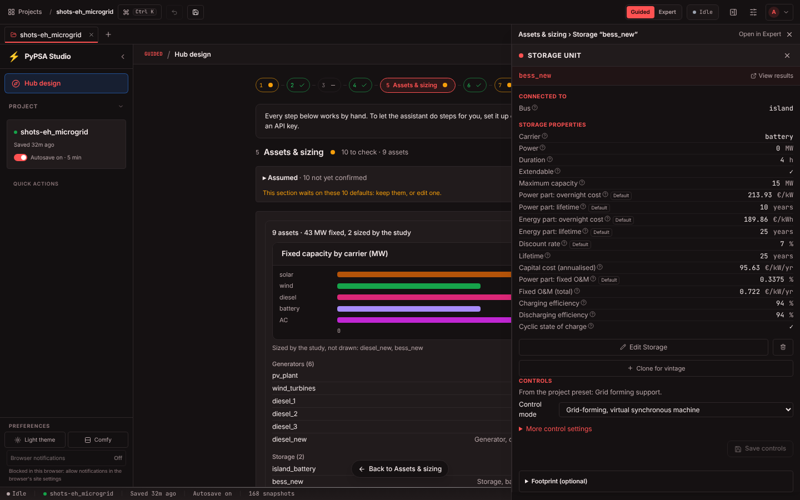 Projects / shots-eh_microgrid ⌘ Ctrl K
Guided Expert
Idle
A
shots-eh_microgrid × +
PyPSA Studio
Hub design
PROJECT
shots-eh_microgrid
Saved 32m ago
Autosave on · 5 min
QUICK ACTIONS
PREFERENCES
Light theme
Comfy
Browser notifications Off
Blocked in this browser: allow notifications in the browser's site settings
GUIDED / Hub design
1 2 ✓ 3 — 4 ✓ 5 Assets & sizing 6 ✓ 7
Every step below works by hand. To let the assistant do steps for you, set it up
an API key.
5 Assets & sizing 10 to check · 9 assets
▸ Assumed · 10 not yet confirmed
This section waits on these 10 defaults: keep them, or edit one.
9 assets · 43 MW fixed, 2 sized by the study
Fixed capacity by carrier (MW)
solar
wind
diesel
battery
AC
0
Sized by the study, not drawn: diesel_new, bess_new
Generators (6)
pv_plant
wind_turbines
diesel_1
diesel_2
diesel_3
diesel_new Generator,
Storage (2)
island_battery
bess_new Storage,
← Back to Assets & sizing
Assets & sizing › Storage "bess_new" Open in Expert ×
STORAGE UNIT ×
bess_new View results
CONNECTED TO
Bus island
STORAGE PROPERTIES
Carrier battery
Power 0 MW
Duration 4 h
Extendable ✓
Maximum capacity 15 MW
Power part: overnight cost Default 213.93 €/kW
Power part: lifetime Default 10 years
Energy part: overnight cost Default 189.86 €/kWh
Energy part: lifetime Default 25 years
Discount rate Default 7 %
Lifetime 25 years
Capital cost (annualised) 95.63 €/kW/yr
Power part: fixed O&M Default 0.3375 %
Fixed O&M (total) 0.722 €/kW/yr
Charging efficiency 94 %
Discharging efficiency 94 %
Cyclic state of charge ✓
Edit Storage
+ Clone for vintage
CONTROLS
From the project preset: Grid forming support.
Control mode Grid-forming, virtual synchronous machine
▸ More control settings
Save controls
▸ Footprint (optional)
Idle · shots-eh_microgrid · Saved 32m ago · Autosave on · 168 snapshots